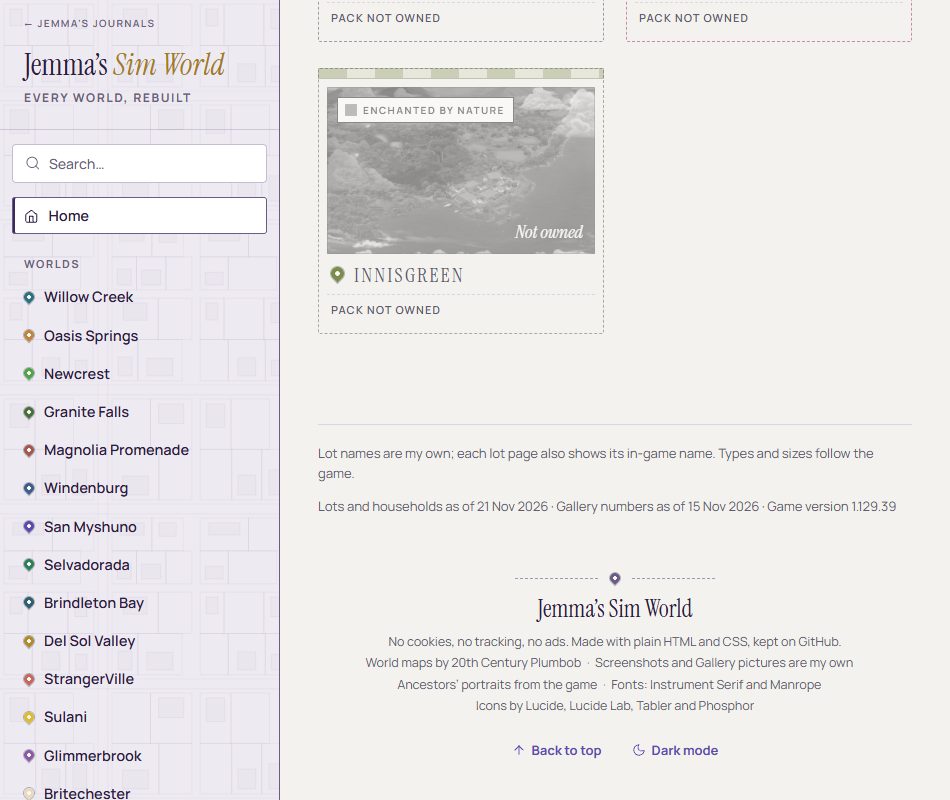 ← JEMMA'S JOURNALS
Jemma’s Sim World
EVERY WORLD, REBUILT
Search…
Home
WORLDS
Willow Creek
Oasis Springs
Newcrest
Granite Falls
Magnolia Promenade
Windenburg
San Myshuno
Selvadorada
Brindleton Bay
Del Sol Valley
StrangerVille
Sulani
Glimmerbrook
Britechester
PACK NOT OWNED
PACK NOT OWNED
ENCHANTED BY NATURE
Not owned
INNISGREEN
PACK NOT OWNED
Lot names are my own; each lot page also shows its in-game name. Types and sizes follow the
game.
Lots and households as of 21 Nov 2026 · Gallery numbers as of 15 Nov 2026 · Game version 1.129.39
Jemma’s Sim World
No cookies, no tracking, no ads. Made with plain HTML and CSS, kept on GitHub.
World maps by 20th Century Plumbob · Screenshots and Gallery pictures are my own
Ancestors’ portraits from the game · Fonts: Instrument Serif and Manrope
Icons by Lucide, Lucide Lab, Tabler and Phosphor
↑ Back to top
Dark mode